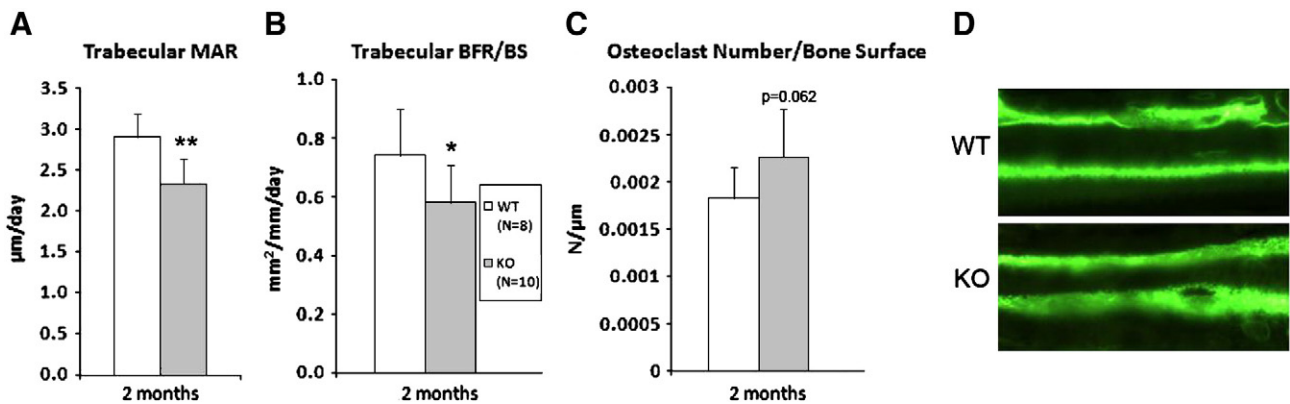 A
Trabecular MAR
3.5
3.0
2.5
2.0
1.5
1.0
0.5
0.0
µm/day
**
2 months
B
Trabecular BFR/BS
1.0
0.8
0.6
0.4
0.2
0.0
mm²/mm/day
*
WT
(N=8)
KO
(N=10)
2 months
C
Osteoclast Number/Bone Surface
0.003
0.0025
0.002
0.0015
0.001
0.0005
0
N/µm
p=0.062
2 months
D
WT
KO